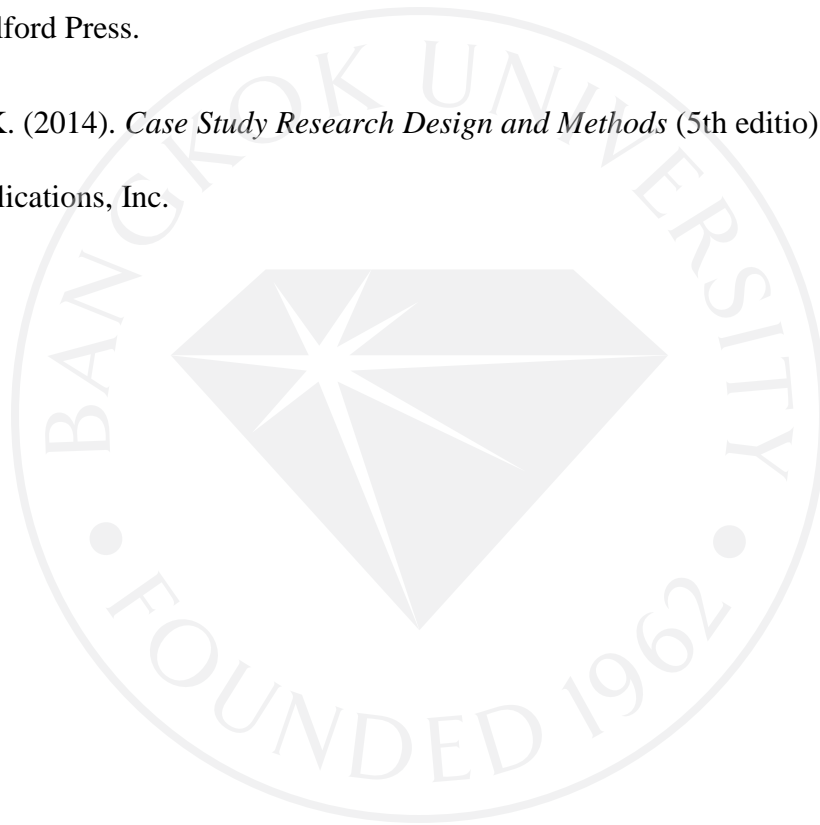 lford Press.
K. (2014). Case Study Research Design and Methods (5th editio)
lications, Inc.
BANGKOK UNIVERSITY
FOUNDED 1962